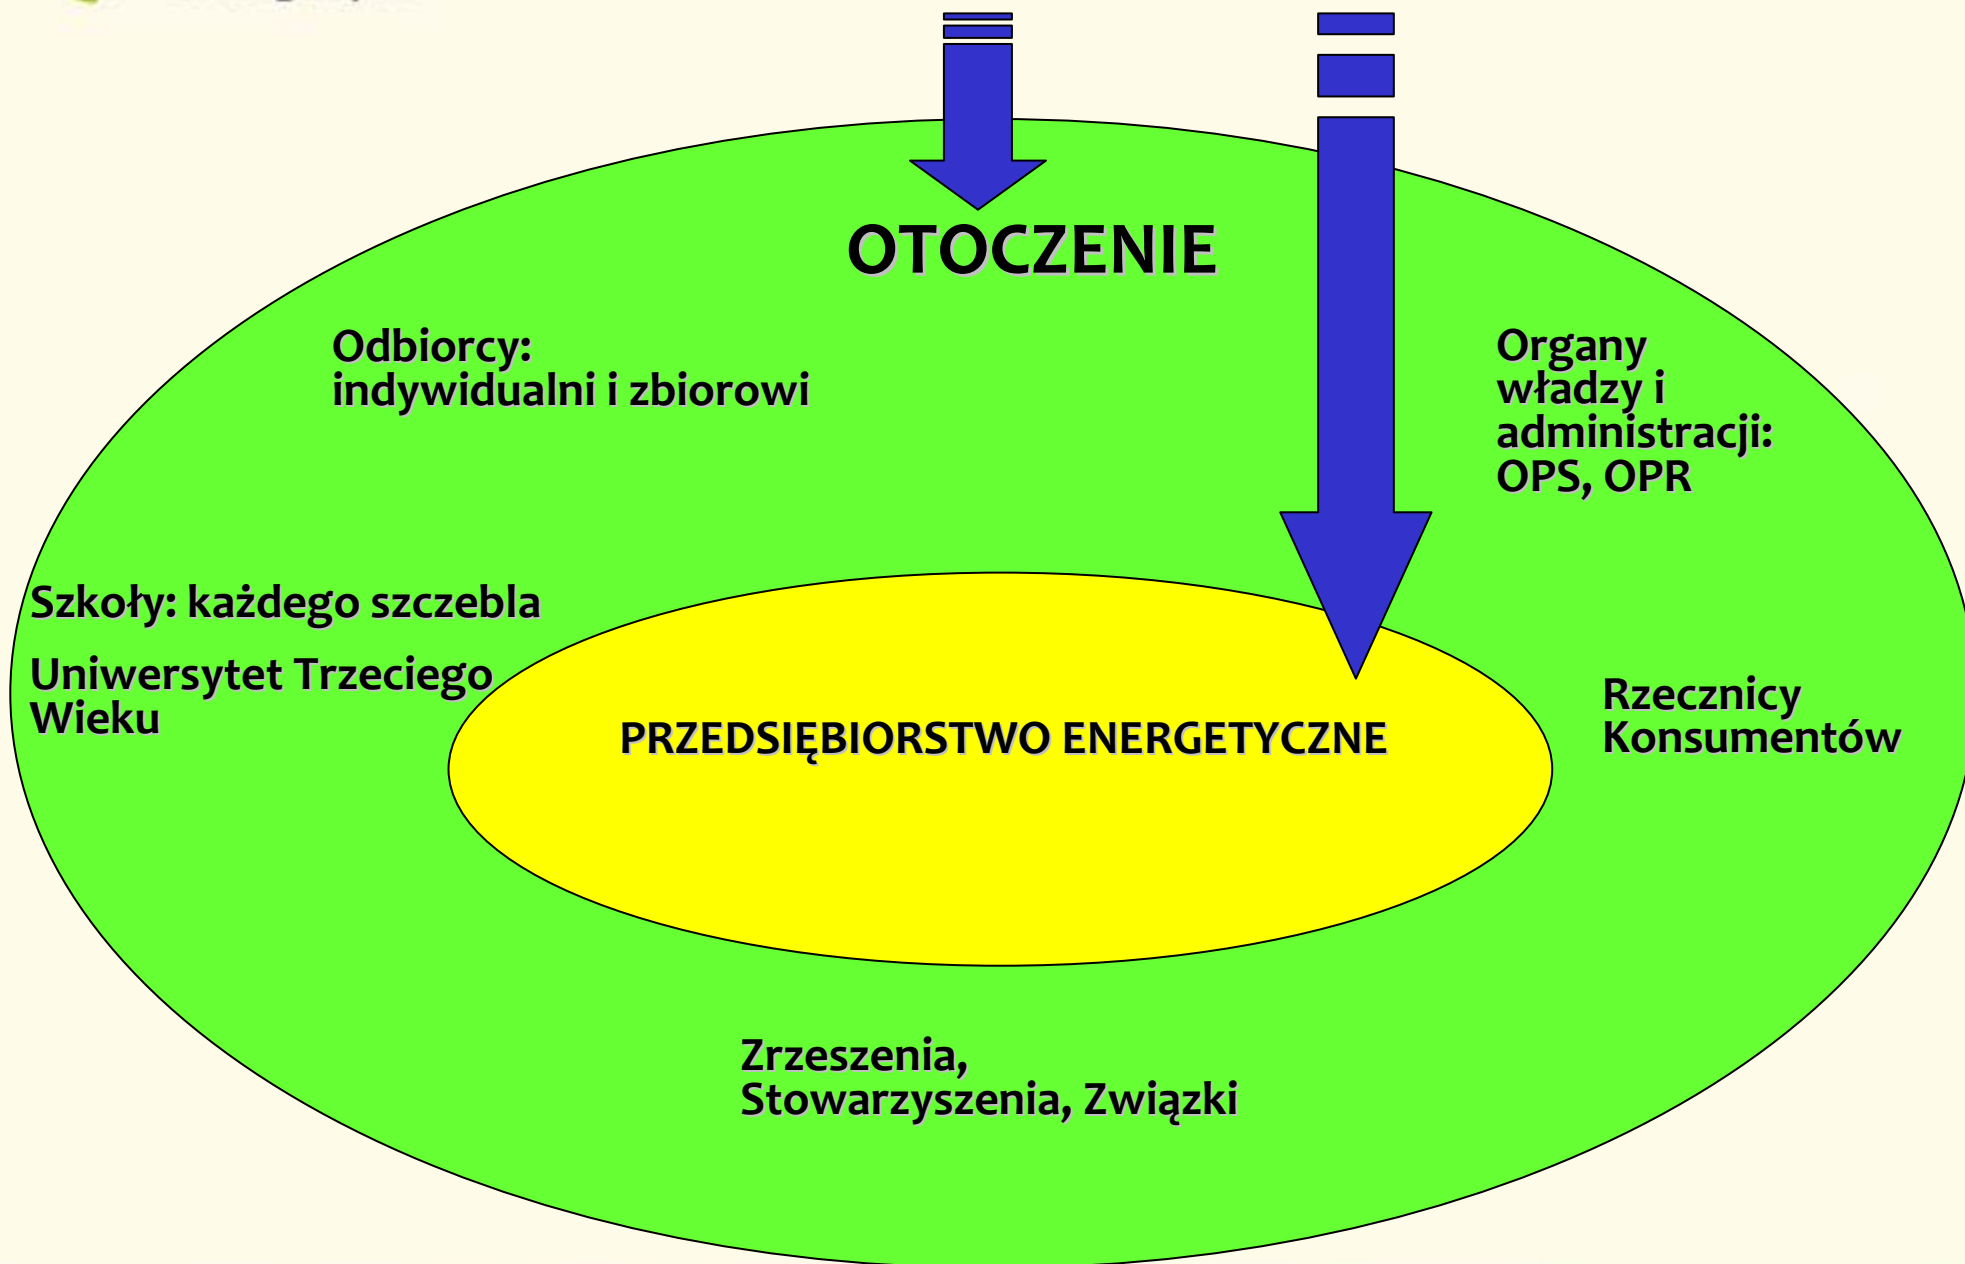 OTOCZENIE
Odbiorcy:
indywidualni i zbiorowi
Organy
władzy i
administracji:
OPS, OPR
Szkoły: każdego szczebla
Uniwersytet Trzeciego
Wieku
PRZEDSIĘBIORSTWO ENERGETYCZNE
Rzecznicy
Konsumentów
Zrzeszenia,
Stowarzyszenia, Związki